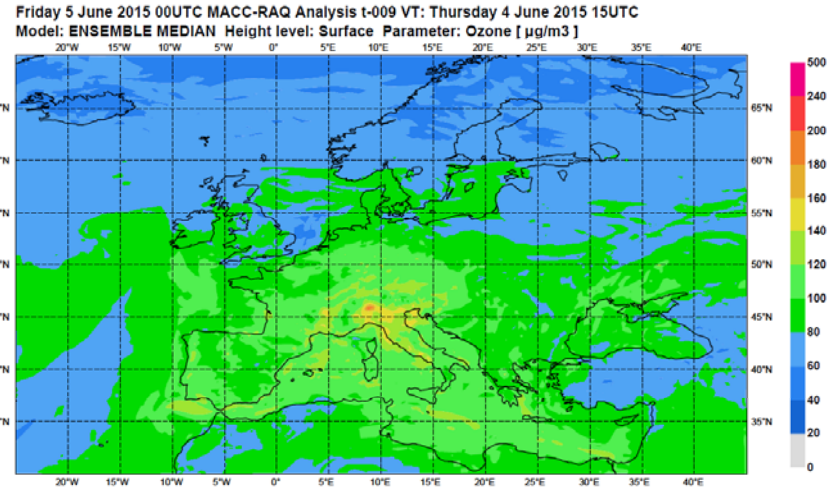 Friday 5 June 2015 00UTC MACC-RAQ Analysis t-009 VT: Thursday 4 June 2015 15UTC
Model: ENSEMBLE MEDIAN Height level: Surface Parameter: Ozone [ µg/m3 ]
20°W 15°W 10°W 5°W 0° 5°E 10°E 15°E 20°E 25°E 30°E 35°E 40°E
500
240
200
180
160
140
120
100
80
60
40
20
0
°N 65°N
°N 60°N
°N 55°N
°N 50°N
°N 45°N
°N 40°N
°N 35°N
20°W 15°W 10°W 5°W 0° 5°E 10°E 15°E 20°E 25°E 30°E 35°E 40°E